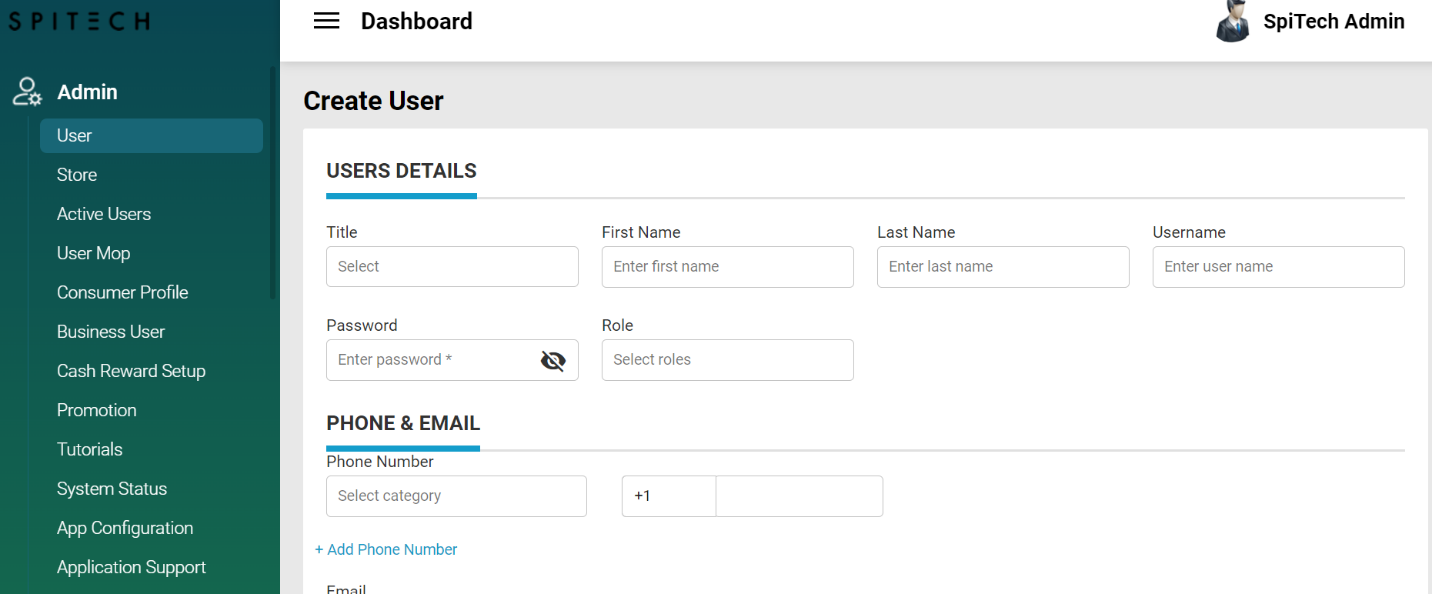 SPITECH
Dashboard
SpiTech Admin
Admin
User
Store
Active Users
User Mop
Consumer Profile
Business User
Cash Reward Setup
Promotion
Tutorials
System Status
App Configuration
Application Support
Create User
USERS DETAILS
Title First Name Last Name Username
Select Enter first name Enter last name Enter user name
Password Role
Enter password * Select roles
PHONE & EMAIL
Phone Number
Select category +1
+ Add Phone Number
Email